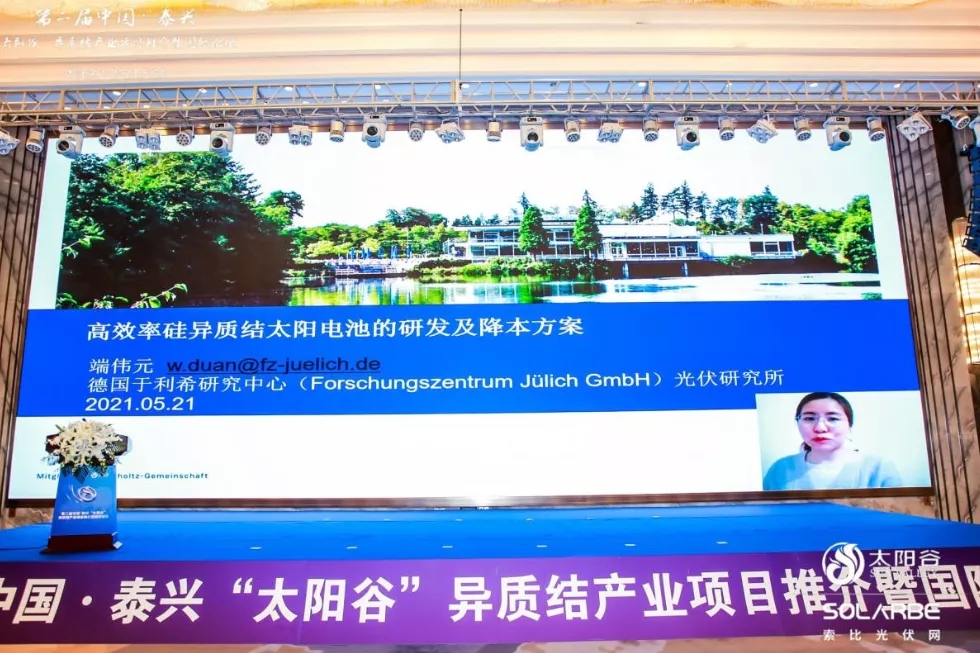 第二届中国·泰兴
高效率硅异质结太阳电池的研发及降本方案
端伟元 w.duan@fz-juelich.de
德国于利希研究中心（Forschungszentrum Jülich GmbH）光伏研究所
2021.05.21
holtz-Gemeinschaft
中国·泰兴“太阳谷”异质结产业项目推介暨国
太阳谷
SOLARBE
索比光伏网